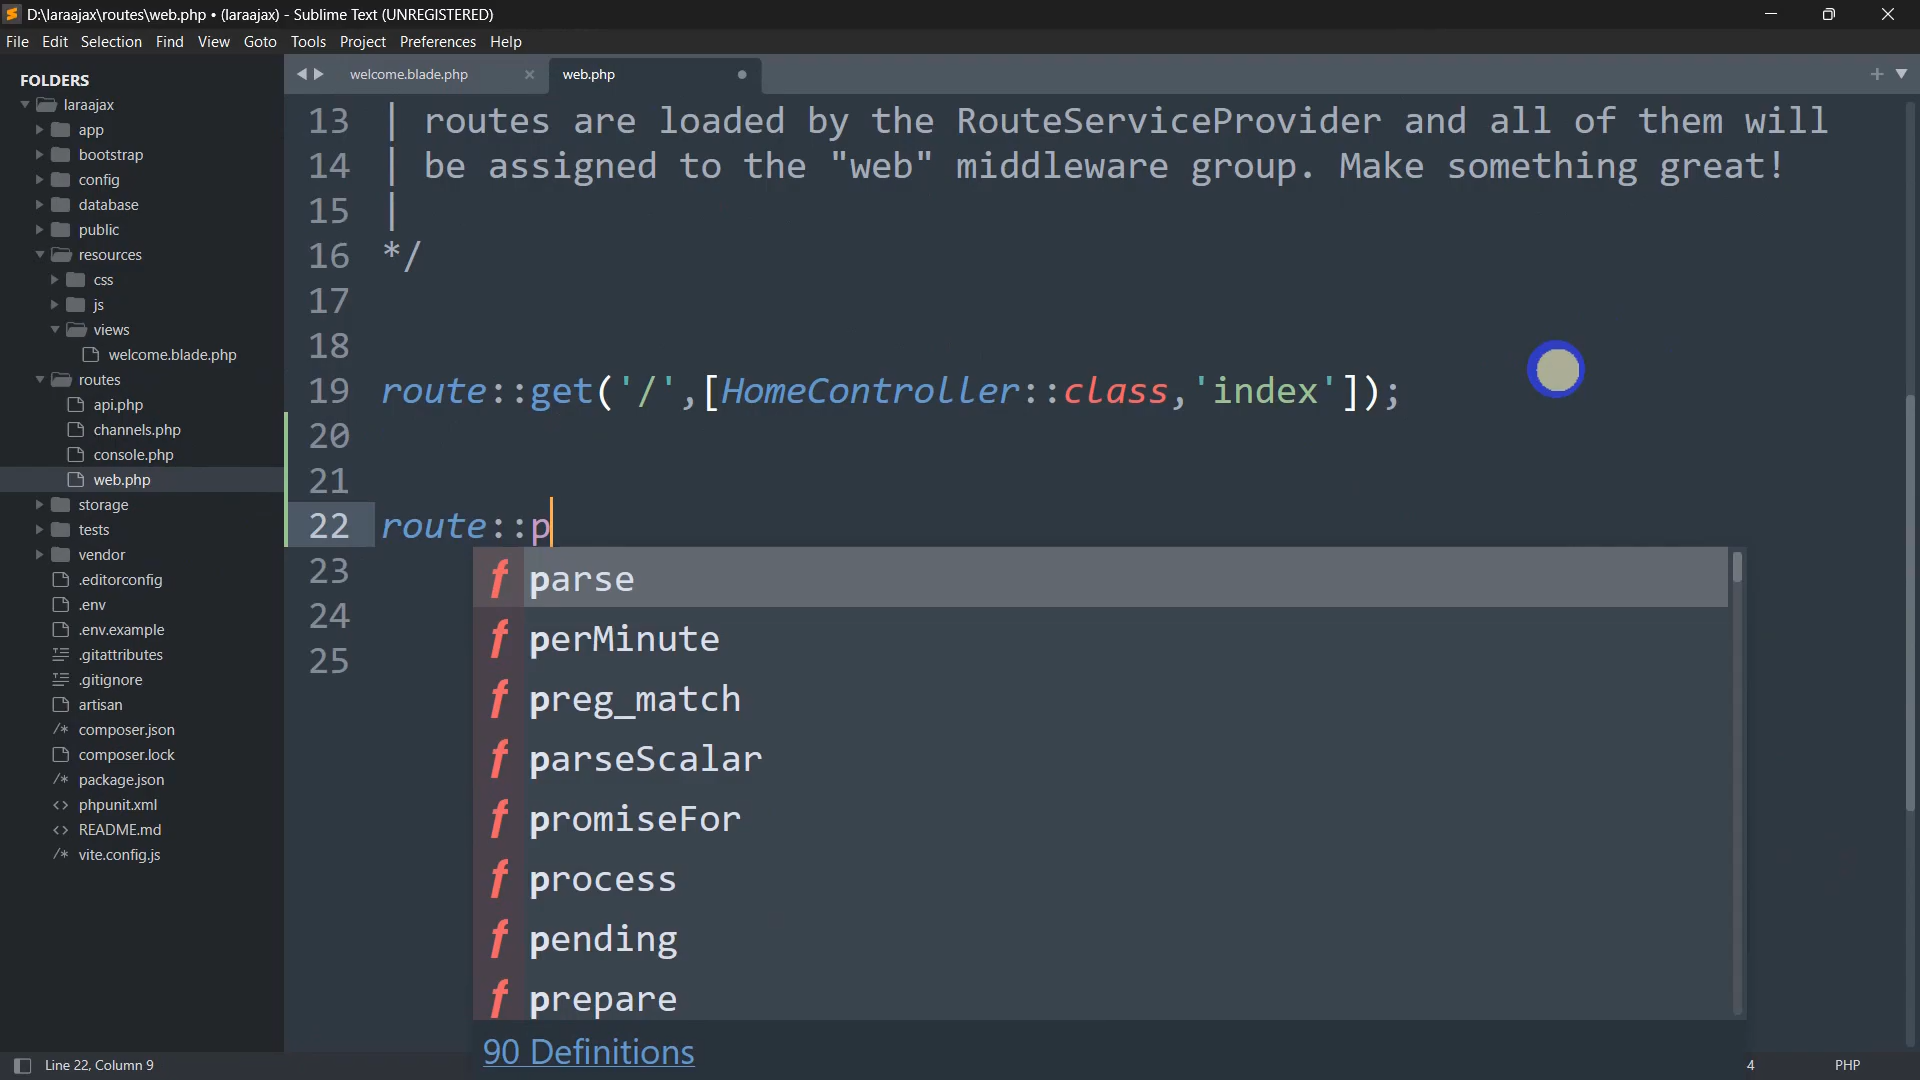 D:\laraajax\routes\web.php • (laraajax) - Sublime Text (UNREGISTERED)
File Edit Selection Find View Goto Tools Project Preferences Help
FOLDERS
laraajax
app
bootstrap
config
database
public
resources
css
js
views
welcome.blade.php
routes
api.php
channels.php
console.php
web.php
storage
tests
vendor
.editorconfig
.env
.env.example
.gitattributes
.gitignore
artisan
/* composer.json
composer.lock
/* package.json
<> phpunit.xml
<> README.md
/* vite.config.js
welcome.blade.php × web.php •
13 | routes are loaded by the RouteServiceProvider and all of them will
14 | be assigned to the "web" middleware group. Make something great!
15 |
16 */
17
18
19 route::get('/',[HomeController::class,'index']);
20
21
22 route::p
23
24
25
f parse
f perMinute
f preg_match
f parseScalar
f promiseFor
f process
f pending
f prepare
90 Definitions
Line 22, Column 9
4
PHP